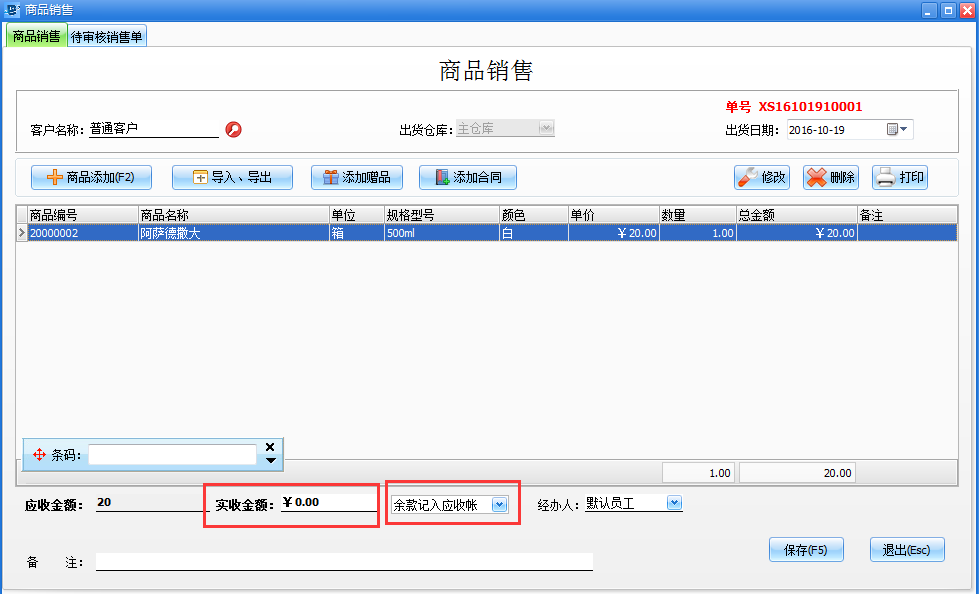 商品销售
商品销售 待审核销售单
商品销售
单号 XS16101910001
客户名称: 普通客户 出货仓库: 主仓库 出货日期: 2016-10-19
商品添加(F2) 导入、导出 添加赠品 添加合同 修改 删除 打印
商品编号 商品名称 单位 规格型号 颜色 单价 数量 总金额 备注
20000002 阿萨德撒大 箱 500ml 白 ￥20.00 1.00 ￥20.00
条码:
1.00 20.00
应收金额: 20 实收金额: ￥0.00 余款记入应收帐 经办人: 默认员工
备 注: 保存(F5) 退出(Esc)